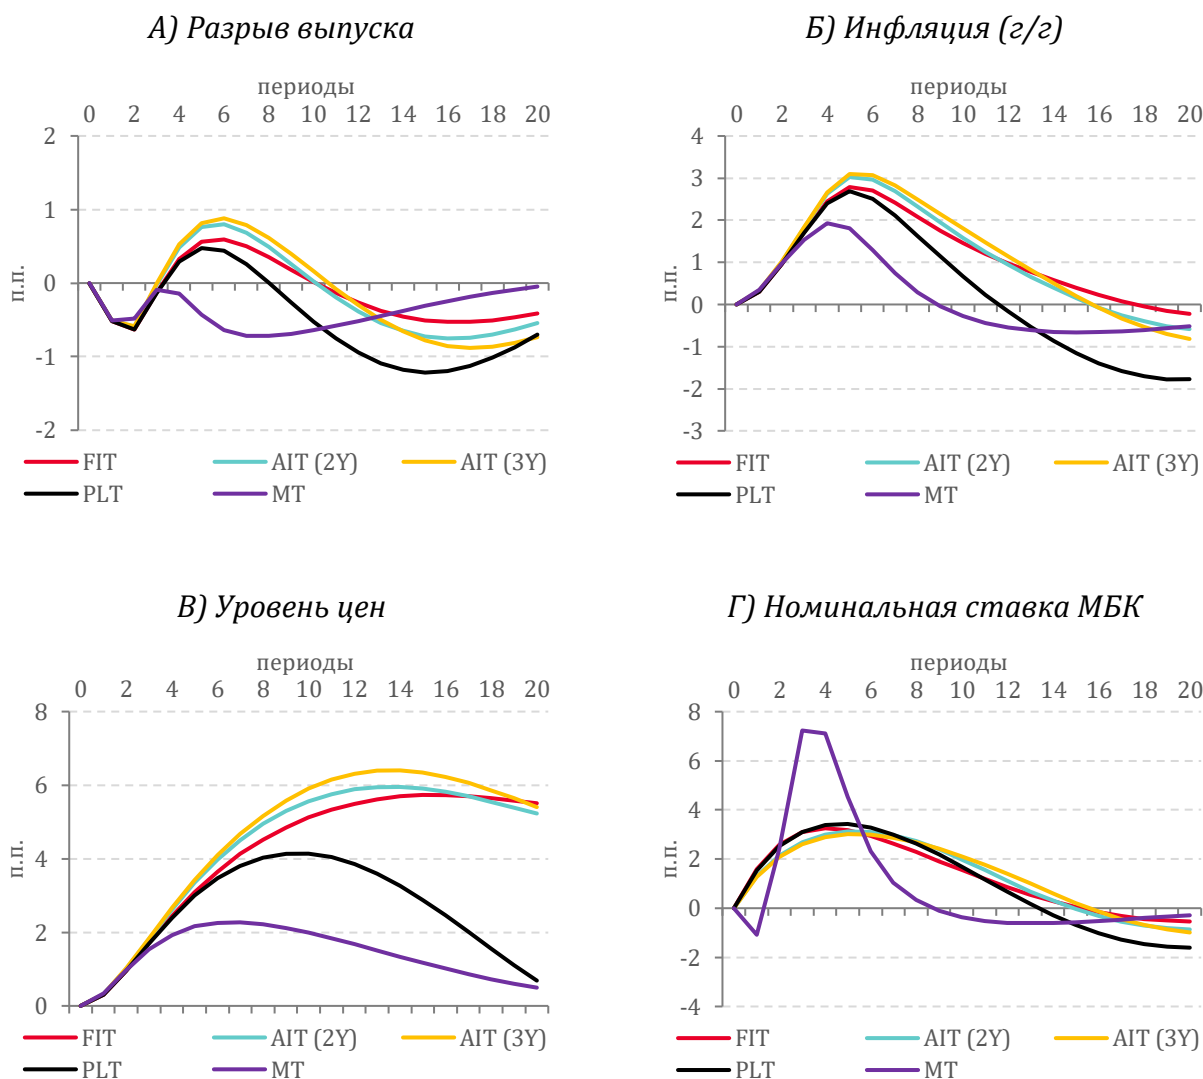 А) Разрыв выпуска
периоды
0 2 4 6 8 10 12 14 16 18 20
2
1
0
-1
-2
п.п.
FIT AIT (2Y) AIT (3Y)
PLT MT
Б) Инфляция (г/г)
периоды
0 2 4 6 8 10 12 14 16 18 20
4
3
2
1
0
-1
-2
-3
п.п.
FIT AIT (2Y) AIT (3Y)
PLT MT
В) Уровень цен
периоды
0 2 4 6 8 10 12 14 16 18 20
8
6
4
2
0
п.п.
FIT AIT (2Y) AIT (3Y)
PLT MT
Г) Номинальная ставка МБК
периоды
0 2 4 6 8 10 12 14 16 18 20
8
6
4
2
0
-2
-4
п.п.
FIT AIT (2Y) AIT (3Y)
PLT MT